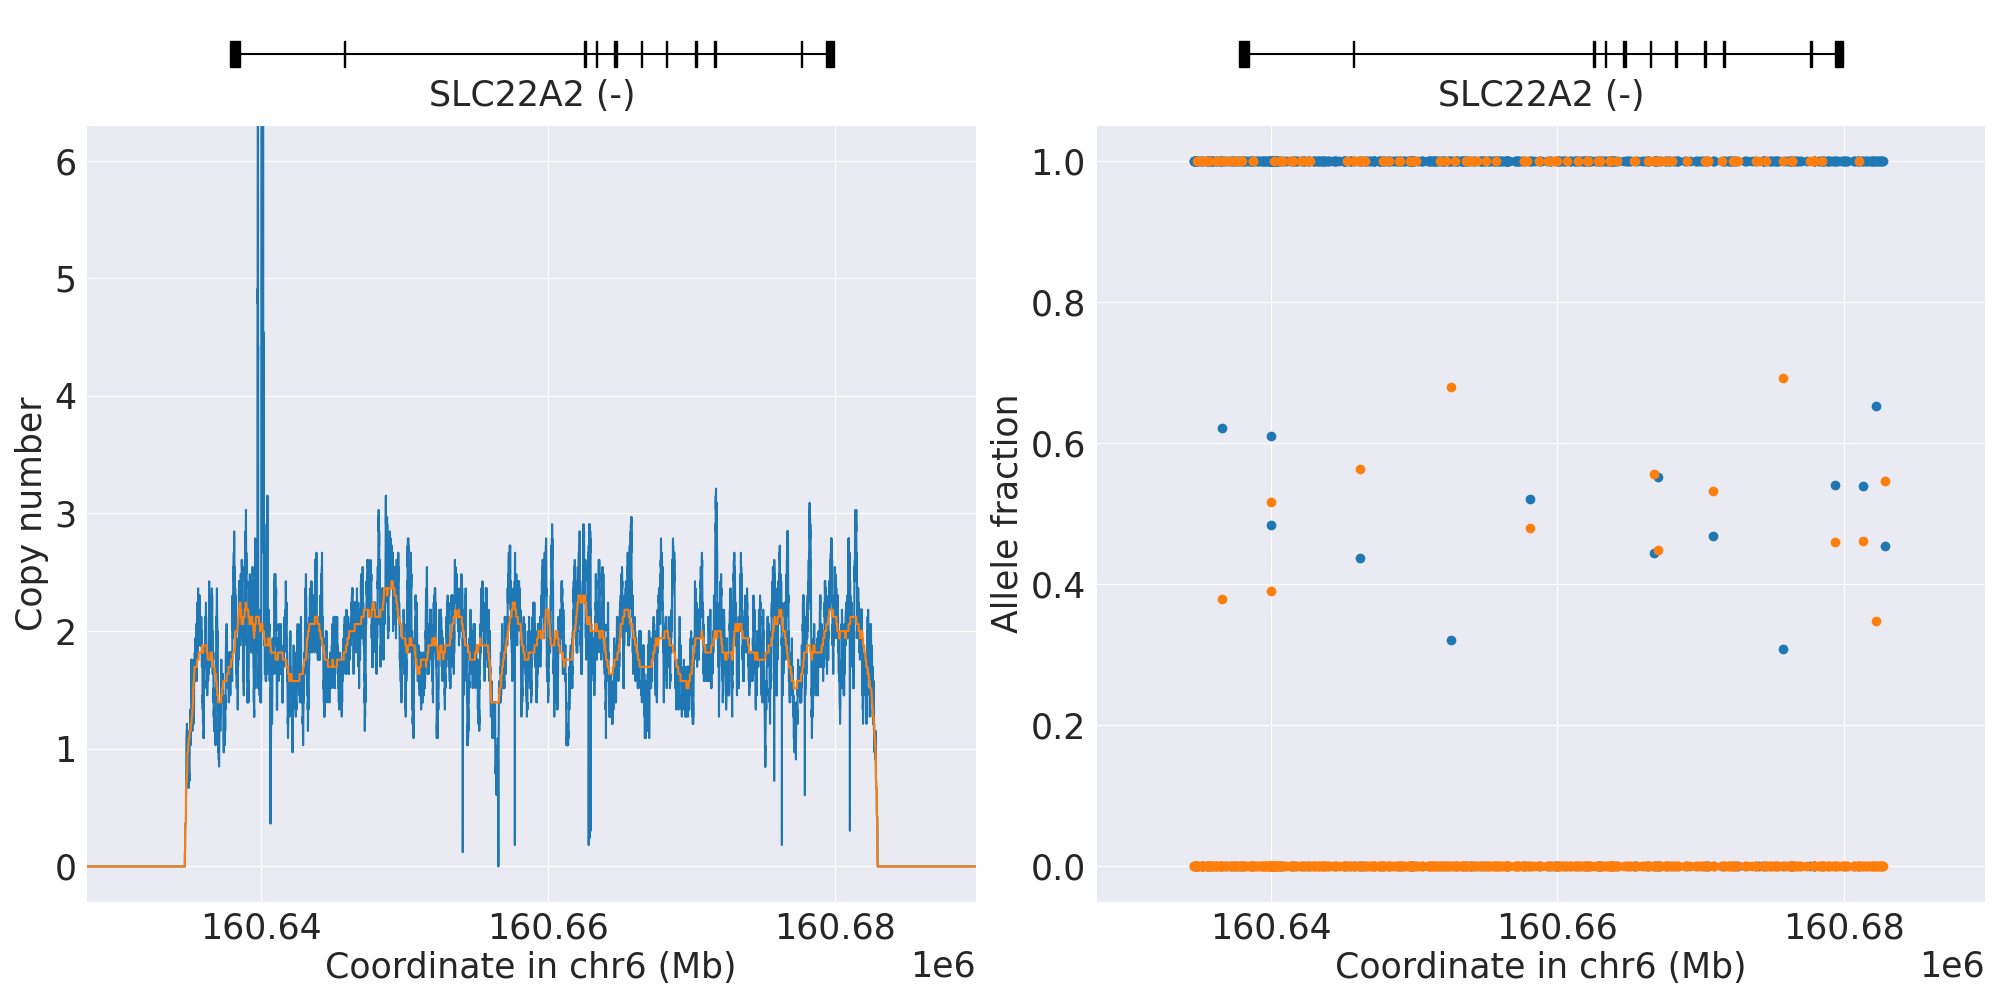 SLC22A2 (-)
Copy number
6
5
4
3
2
1
0
160.64
160.66
160.68
Coordinate in chr6 (Mb)
1e6
SLC22A2 (-)
Allele fraction
1.0
0.8
0.6
0.4
0.2
0.0
160.64
160.66
160.68
Coordinate in chr6 (Mb)
1e6